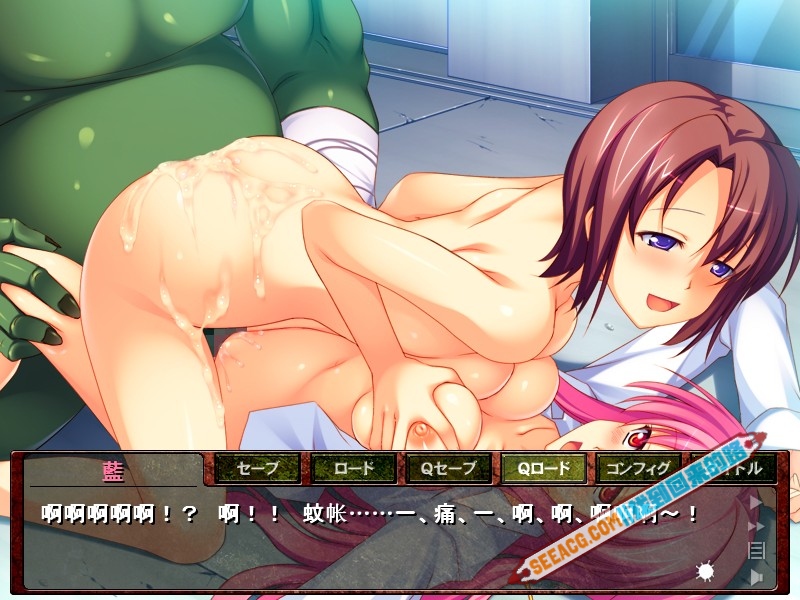 藍
セーブ
ロード
Qセーブ
Qロード
コンフィグ
トル
啊啊啊啊啊！？ 啊！！ 蚊帐……一、痛、一、啊、啊、啊～！
SEEACG.COM